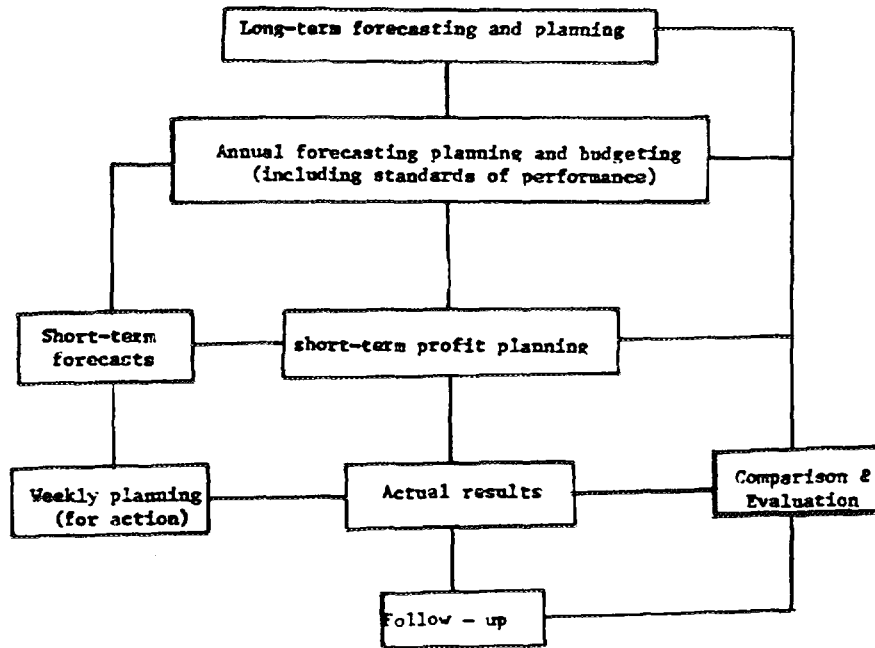 Long-term forecasting and planning
Annual forecasting planning and budgeting
(including standards of performance)
Short-term
forecasts
short-term profit planning
Weekly planning
(for action)
Actual results
Comparison &
Evaluation
Follow - up